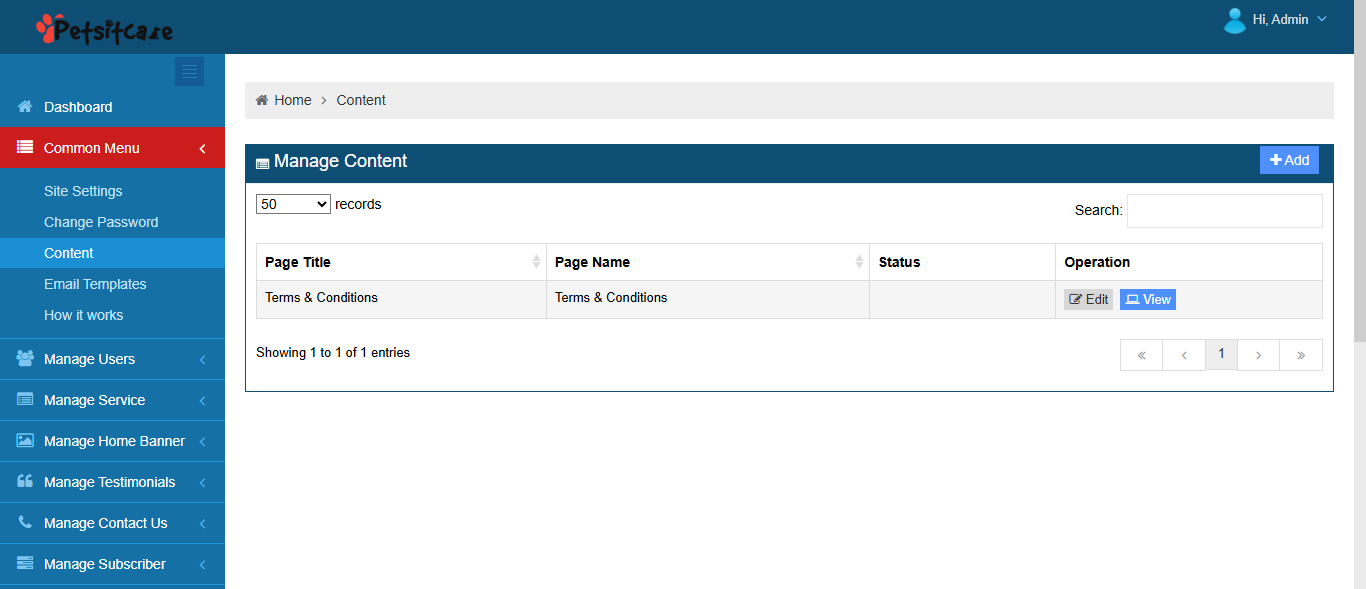 Petsitcare
Hi, Admin
Dashboard
Common Menu
Site Settings
Change Password
Content
Email Templates
How it works
Manage Users
Manage Service
Manage Home Banner
Manage Testimonials
Manage Contact Us
Manage Subscriber
Home > Content
Manage Content
+ Add
50 records
Search:
Page Title Page Name Status Operation
Terms & Conditions Terms & Conditions Edit View
Showing 1 to 1 of 1 entries
« ‹ 1 › »